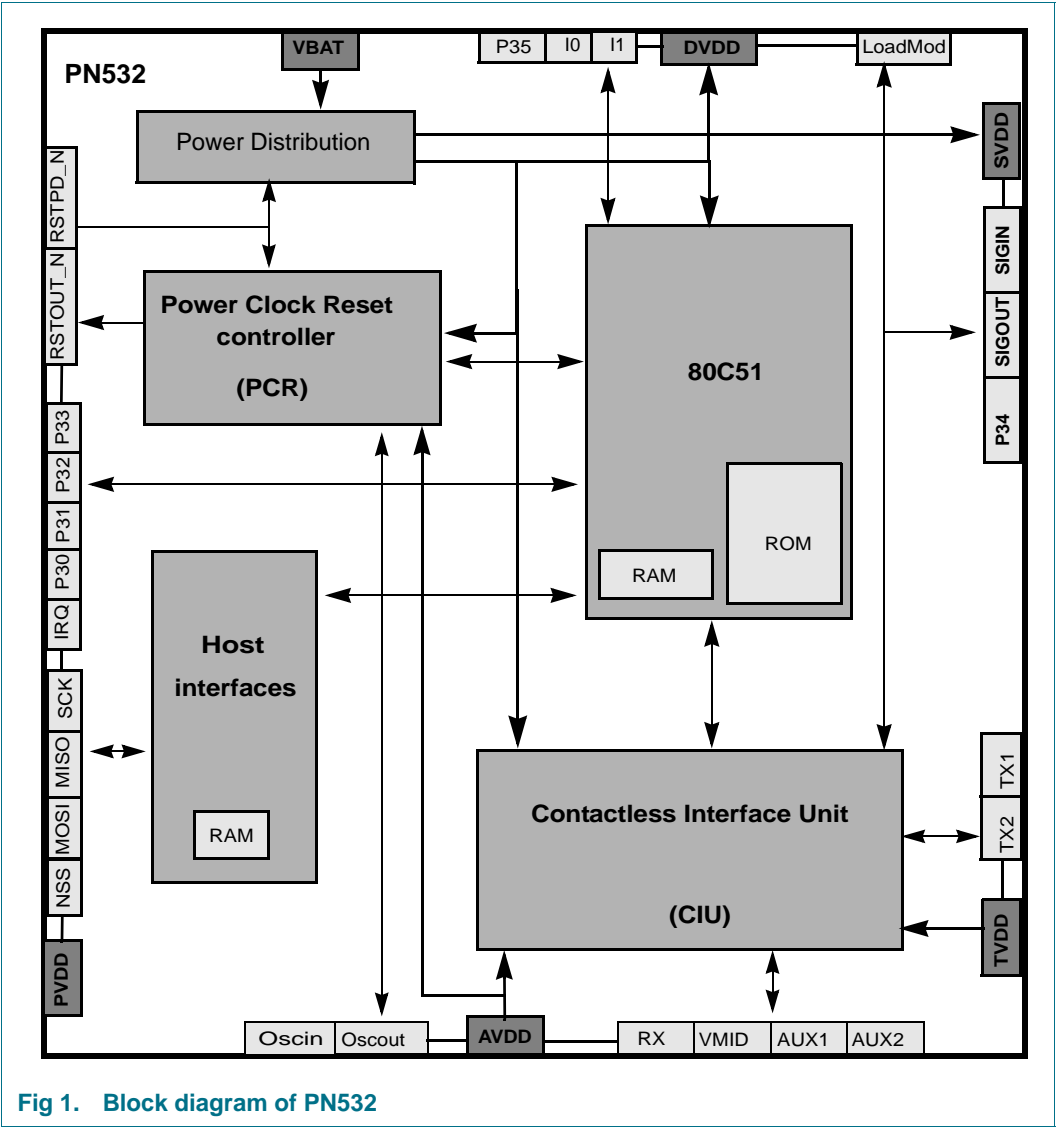 VBAT
P35 I0 I1
DVDD
LoadMod
PN532
Power Distribution
SVDD
RSTPD_N
SIGIN
RSTOUT_N
SIGOUT
P34
Power Clock Reset
controller
(PCR)
80C51
P33
P32
P31
P30
IRQ
ROM
RAM
Host
interfaces
RAM
SCK
MISO
MOSI
NSS
PVDD
Contactless Interface Unit
(CIU)
TX1
TX2
TVDD
Oscin Oscout
AVDD
RX VMID AUX1 AUX2
Fig 1. Block diagram of PN532